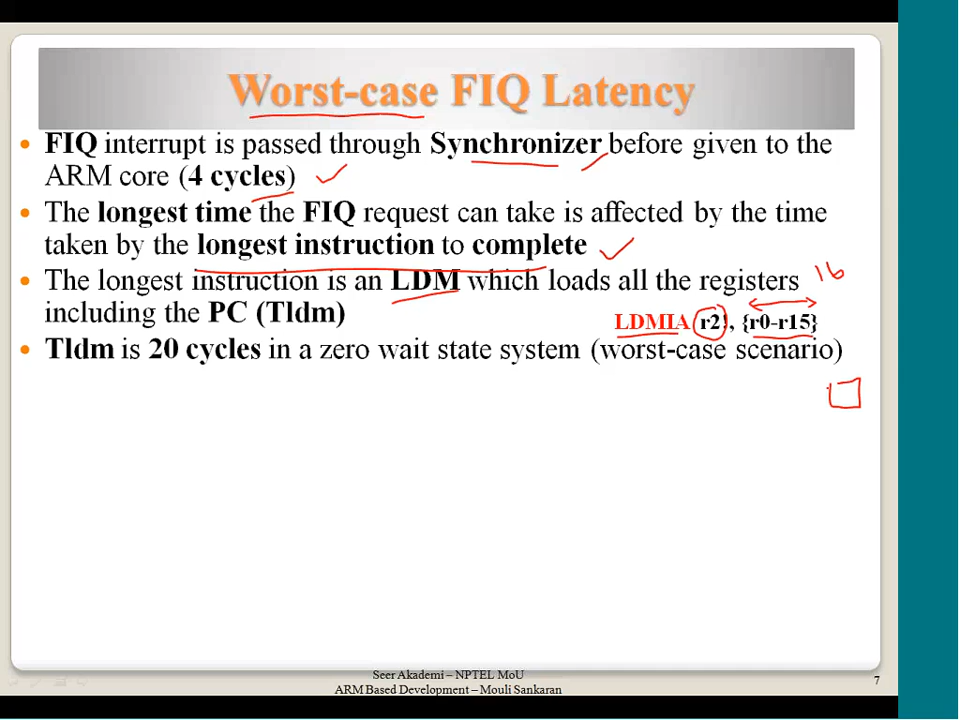 Worst-case FIQ Latency
• FIQ interrupt is passed through Synchronizer before given to the
ARM core (4 cycles)
• The longest time the FIQ request can take is affected by the time
taken by the longest instruction to complete
• The longest instruction is an LDM which loads all the registers 16
including the PC (Tldm)
LDMIA r2!, {r0-r15}
• Tldm is 20 cycles in a zero wait state system (worst-case scenario)
Seer Akademi – NPTEL MoU
ARM Based Development – Mouli Sankaran
7